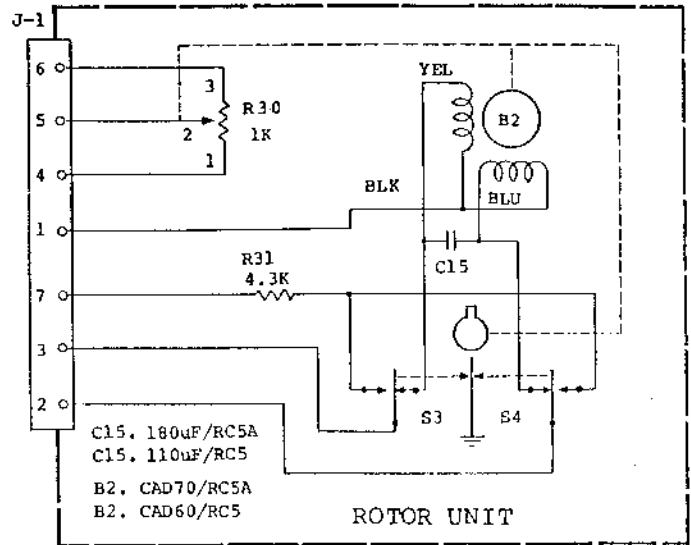 J-1
6
3
YEL
R30
5
2
1K
B2
1
4
BLK
BLU
1
R31
C15
4.3K
7
3
S3
S4
2
C15. 180uF/RC5A
C15. 110uF/RC5
B2. CAD70/RC5A
B2. CAD60/RC5
ROTOR UNIT